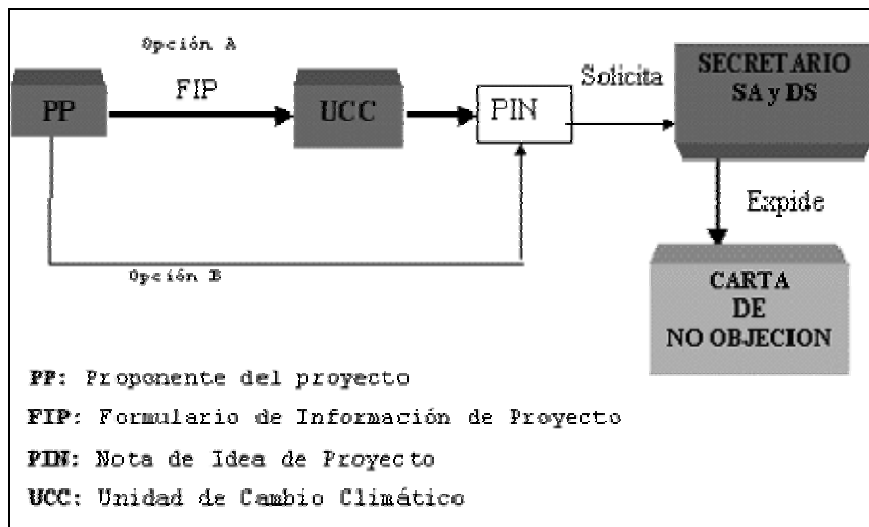 Opción A
FIP
Solicita
SECRETARIO
SA y DS
PP
UCC
PIN
Expide
Opción B
CARTA
DE
NO OBJECION
PP: Proponente del proyecto
FIP: Formulario de Información de Proyecto
PIN: Nota de Idea de Proyecto
UCC: Unidad de Cambio Climático